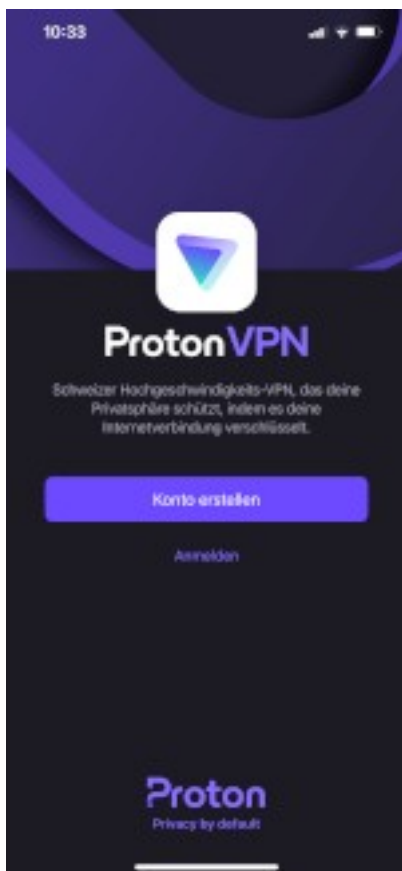 10:33
ProtonVPN
Schweizer Hochgeschwindigkeits-VPN, das deine
Privatsphäre schützt, indem es deine
Internetverbindung verschlüsselt.
Konto erstellen
Anmelden
Proton
Privacy by default